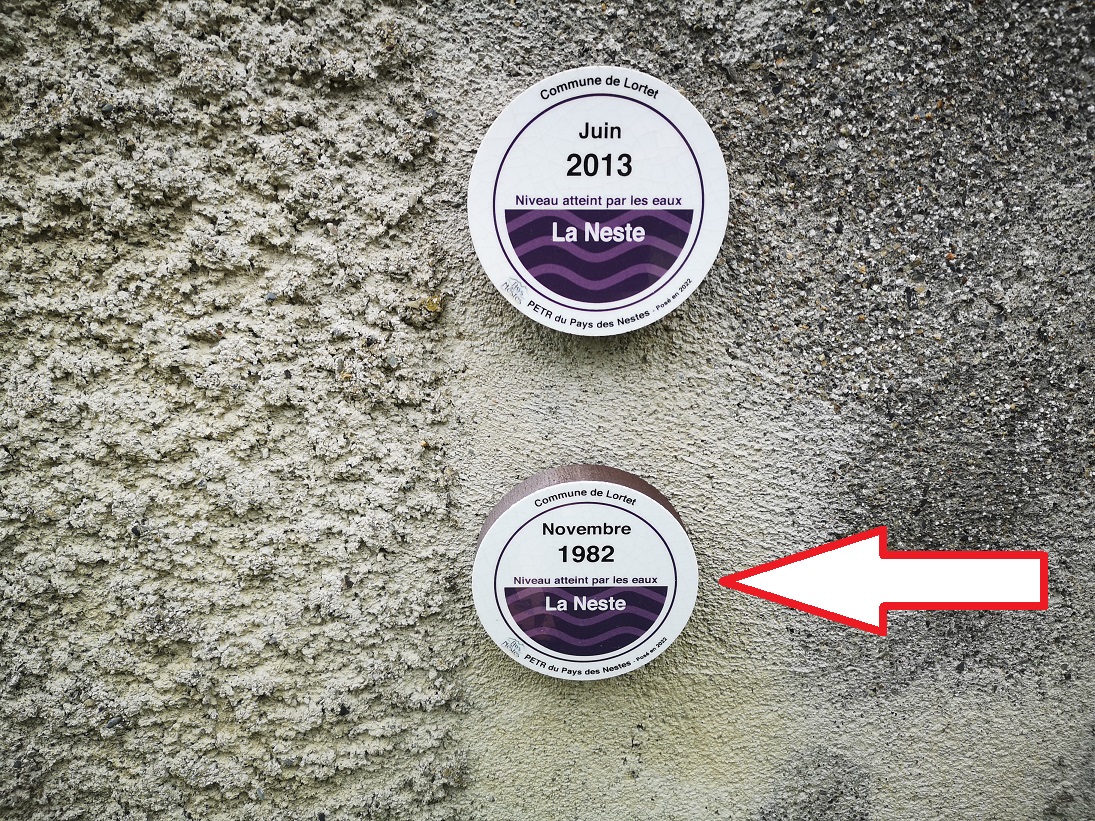 Commune de Lortet
Juin
2013
Niveau atteint par les eaux
La Neste
PETR du Pays des Nestes - Posé en 2022
Commune de Lortet
Novembre
1982
Niveau atteint par les eaux
La Neste
PETR du Pays des Nestes - Posé en 2022